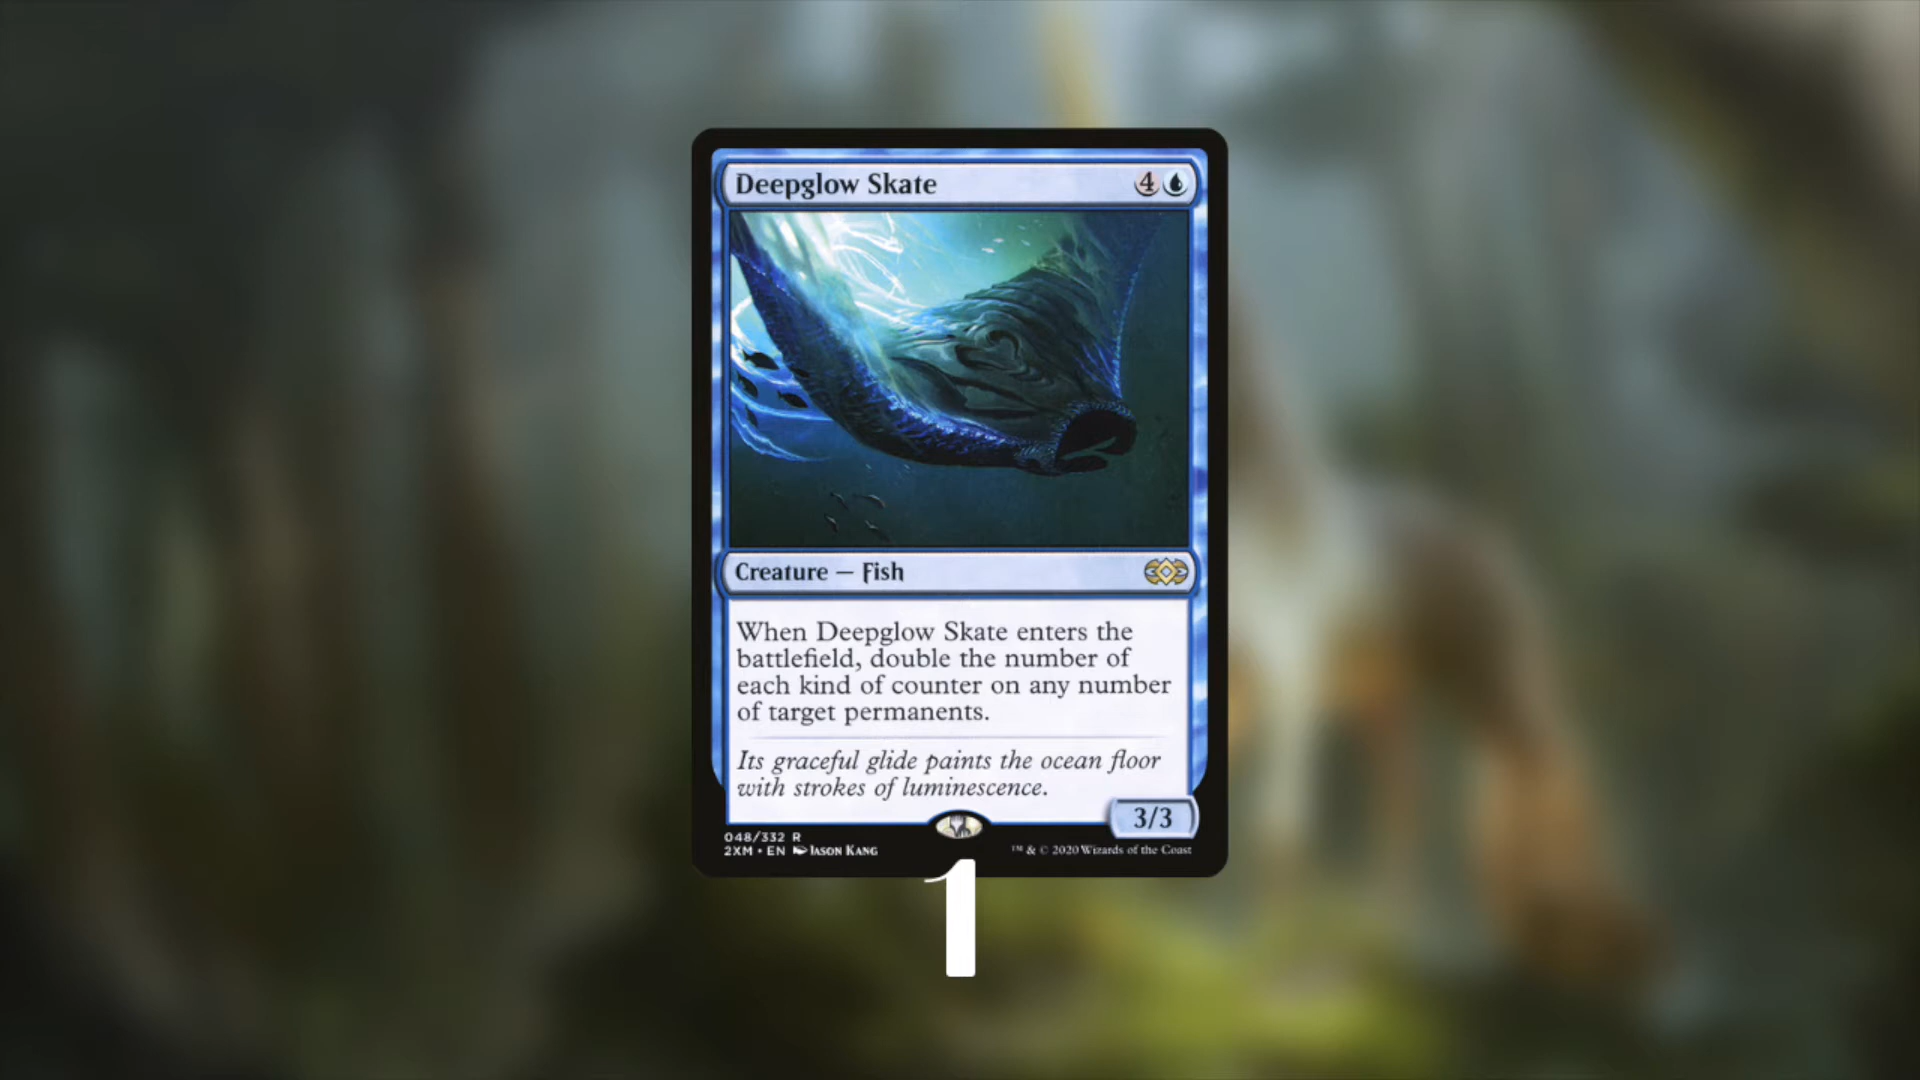 Deepglow Skate 4
Creature — Fish
When Deepglow Skate enters the
battlefield, double the number of
each kind of counter on any number
of target permanents.
Its graceful glide paints the ocean floor
with strokes of luminescence.
3/3
048/332 R
2XM • EN Jason Kang
™ & © 2020 Wizards of the Coast
1